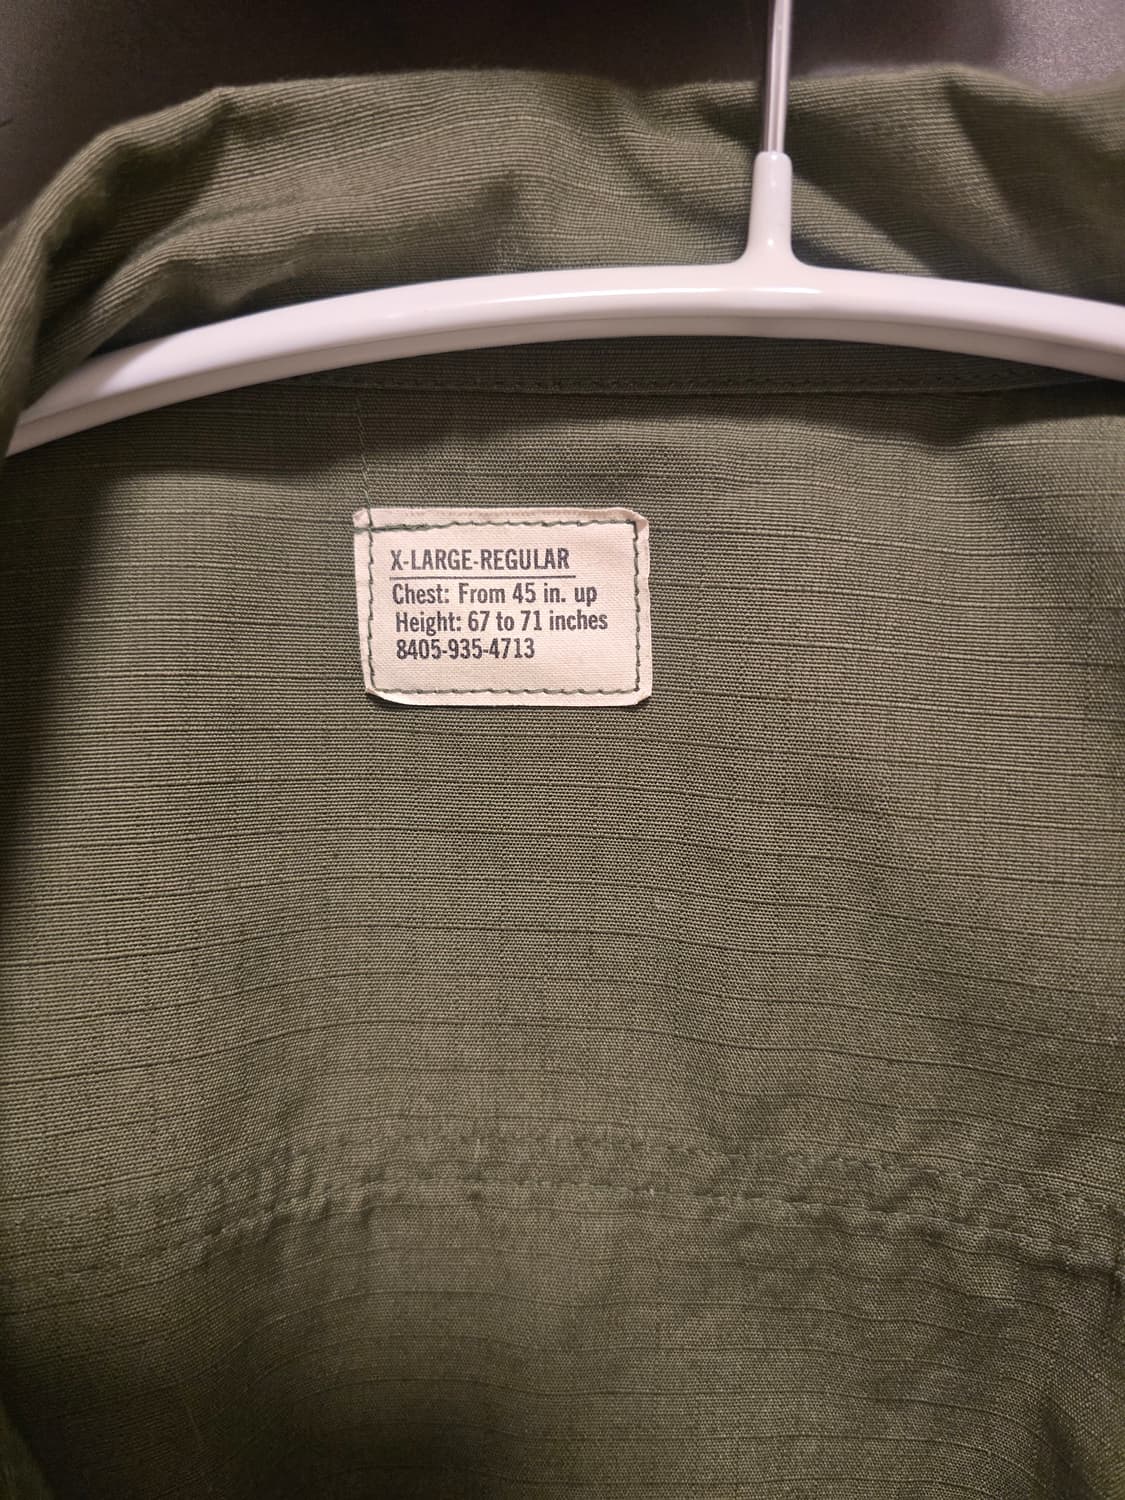 X-LARGE-REGULAR
Chest: From 45 in. up
Height: 67 to 71 inches
8405-935-4713